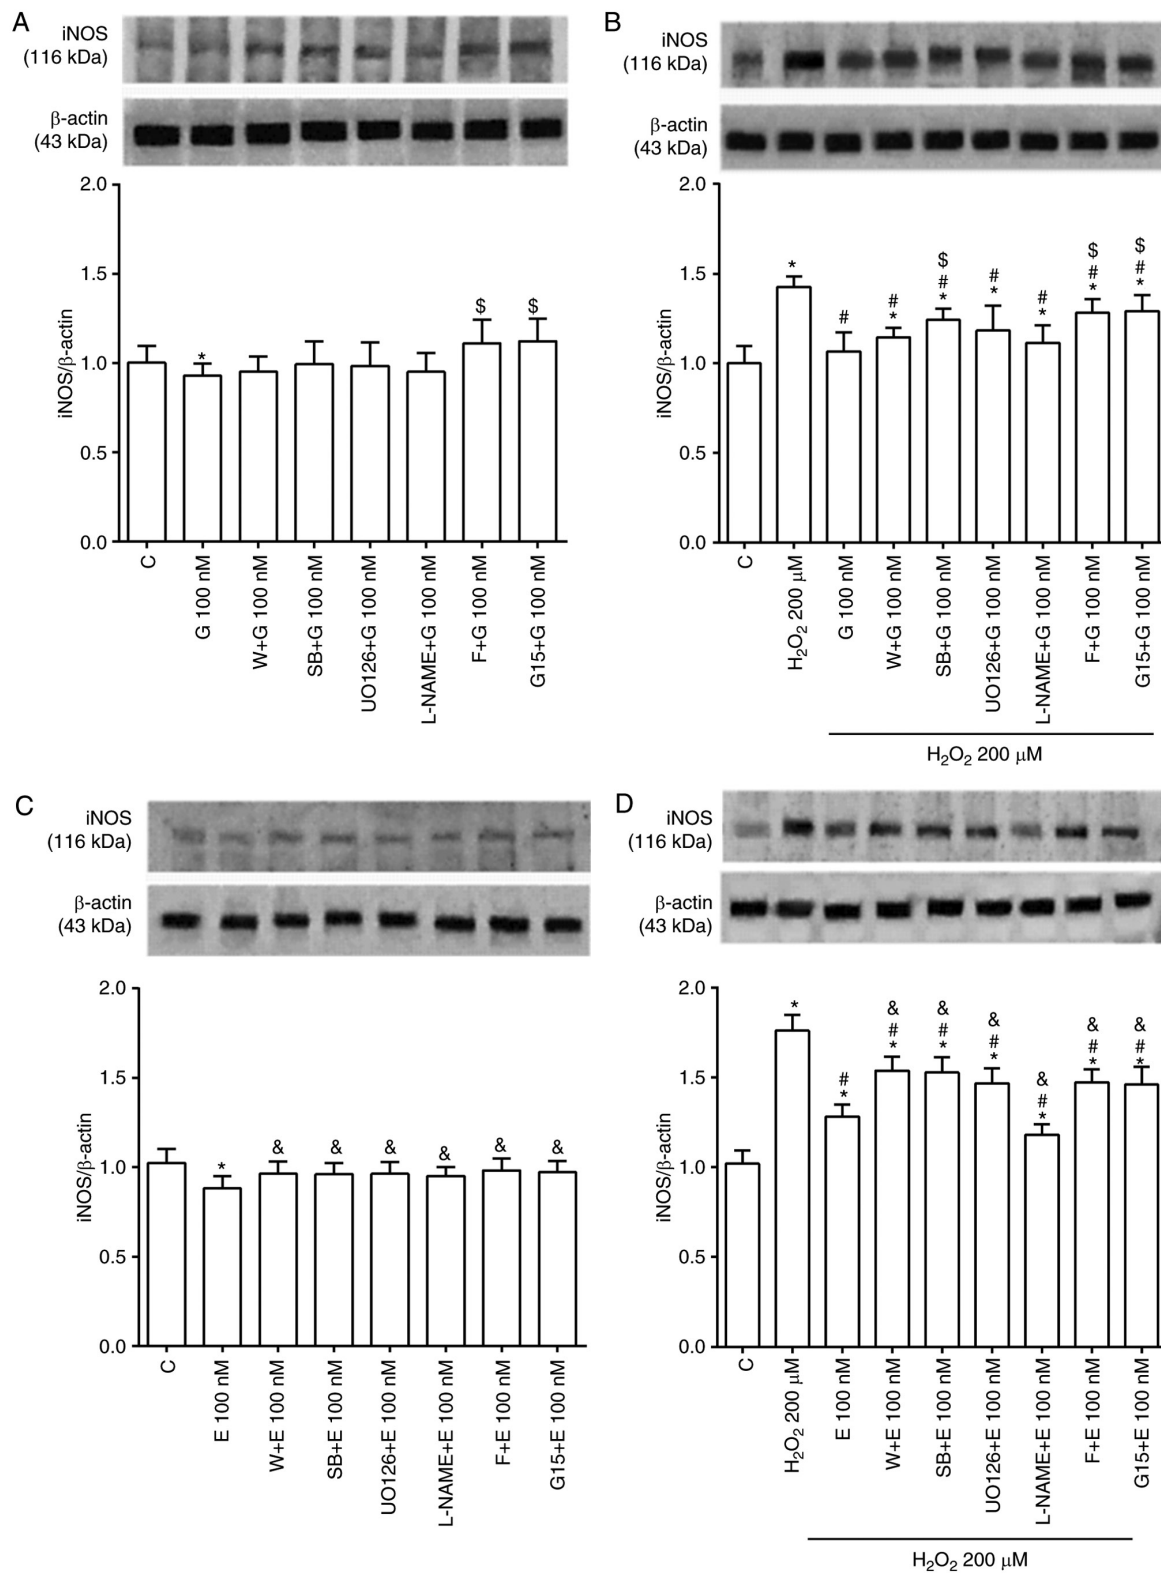 A
iNOS
(116 kDa)
β-actin
(43 kDa)
2.0
1.5
1.0
0.5
0.0
iNOS/β-actin
*
$
$
C
G 100 nM
W+G 100 nM
SB+G 100 nM
UO126+G 100 nM
L-NAME+G 100 nM
F+G 100 nM
G15+G 100 nM
B
iNOS
(116 kDa)
β-actin
(43 kDa)
2.0
1.5
1.0
0.5
0.0
iNOS/β-actin
*
#
#
*
$
#
*
#
*
#
*
$
#
*
$
#
*
C
H₂O₂ 200 μM
G 100 nM
W+G 100 nM
SB+G 100 nM
UO126+G 100 nM
L-NAME+G 100 nM
F+G 100 nM
G15+G 100 nM
H₂O₂ 200 μM
C
iNOS
(116 kDa)
β-actin
(43 kDa)
2.0
1.5
1.0
0.5
0.0
iNOS/β-actin
*
&
&
&
&
&
&
C
E 100 nM
W+E 100 nM
SB+E 100 nM
UO126+E 100 nM
L-NAME+E 100 nM
F+E 100 nM
G15+E 100 nM
D
iNOS
(116 kDa)
β-actin
(43 kDa)
2.0
1.5
1.0
0.5
0.0
iNOS/β-actin
*
#
*
&
#
*
&
#
*
&
#
*
&
#
*
&
#
*
&
#
*
C
H₂O₂ 200 μM
E 100 nM
W+E 100 nM
SB+E 100 nM
UO126+E 100 nM
L-NAME+E 100 nM
F+E 100 nM
G15+E 100 nM
H₂O₂ 200 μM